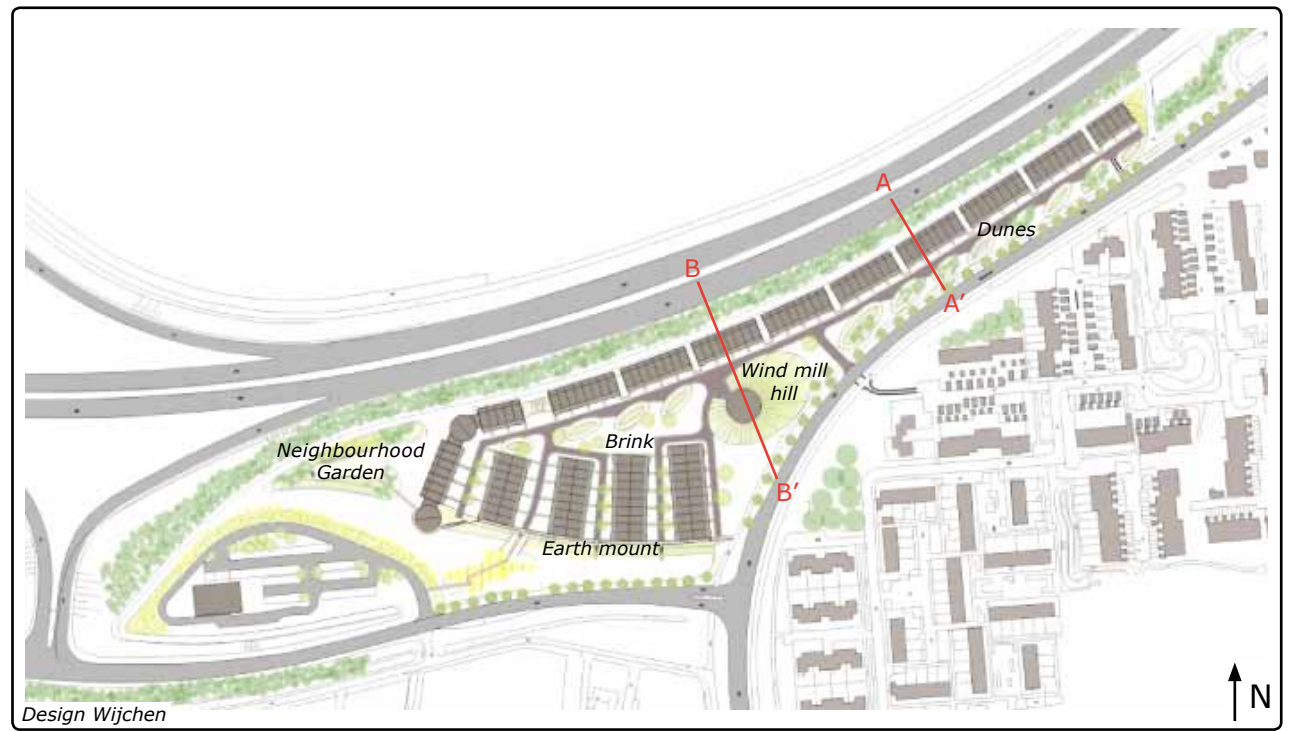 A
Dunes
B
A′
Wind mill
hill
Neighbourhood
Garden
Brink
B′
Earth mount
N
Design Wijchen